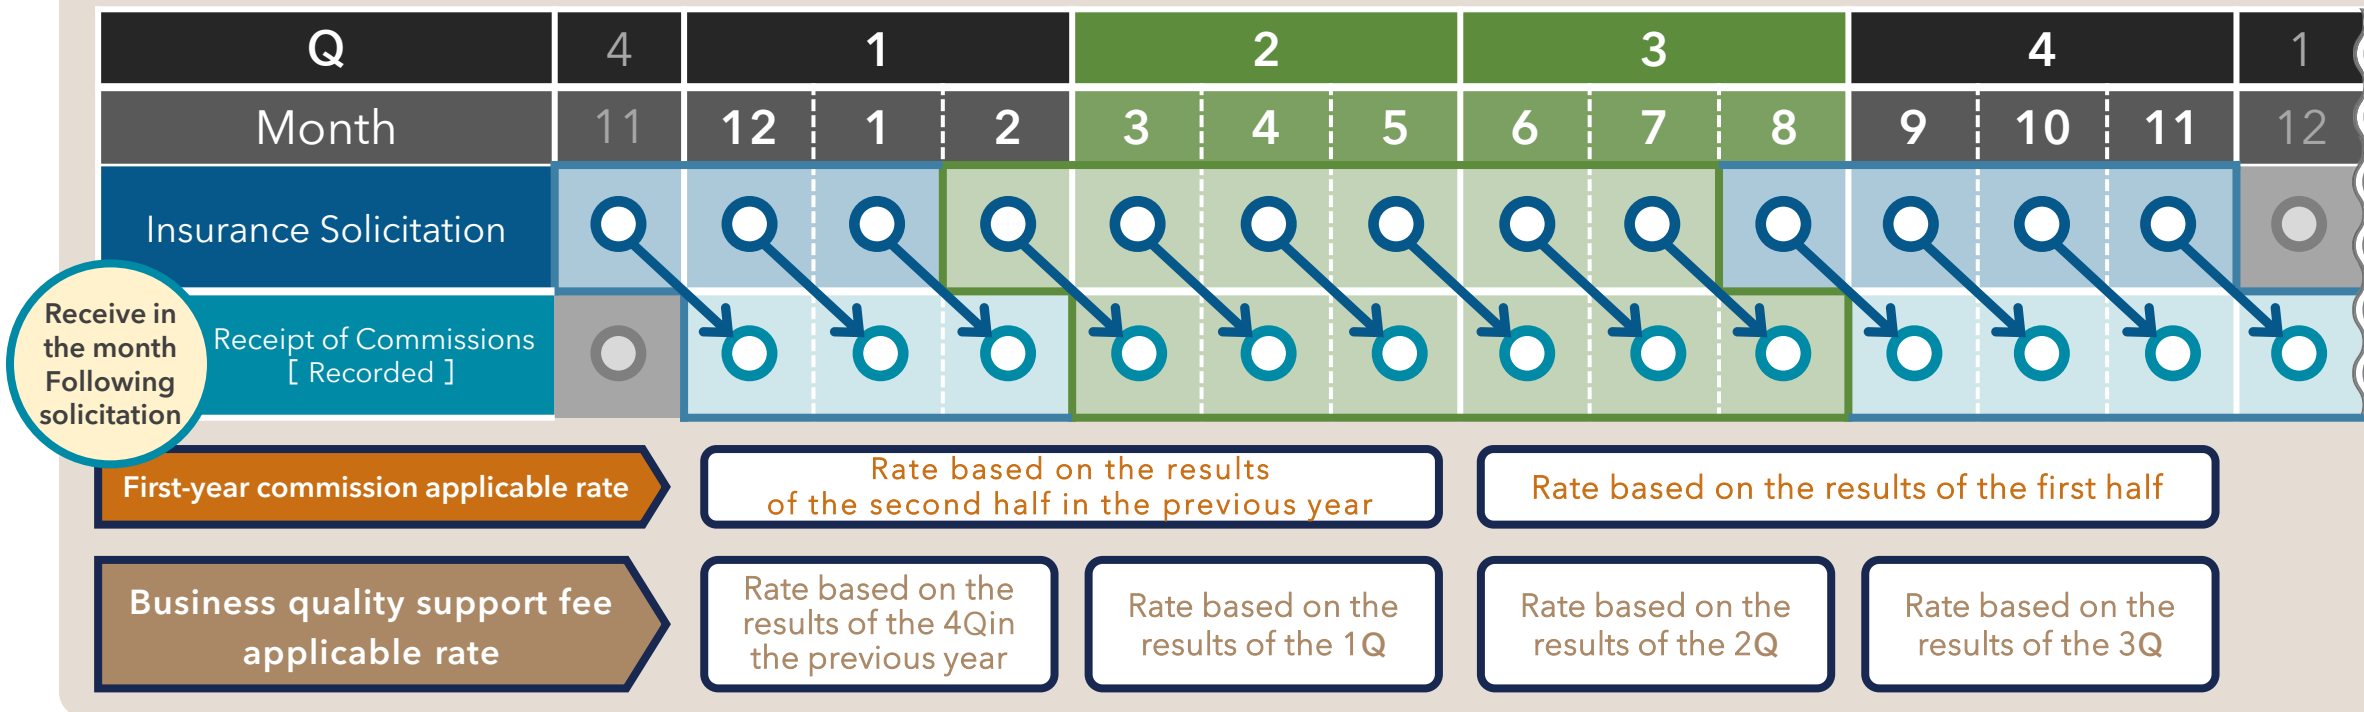 Q 4 1 2 3 4 1
Month 11 12 1 2 3 4 5 6 7 8 9 10 11 12
Insurance Solicitation
Receive in
the month
Following
solicitation
Receipt of Commissions
[ Recorded ]
First-year commission applicable rate
Rate based on the results
of the second half in the previous year
Rate based on the results of the first half
Business quality support fee
applicable rate
Rate based on the
results of the 4Qin
the previous year
Rate based on the
results of the 1Q
Rate based on the
results of the 2Q
Rate based on the
results of the 3Q